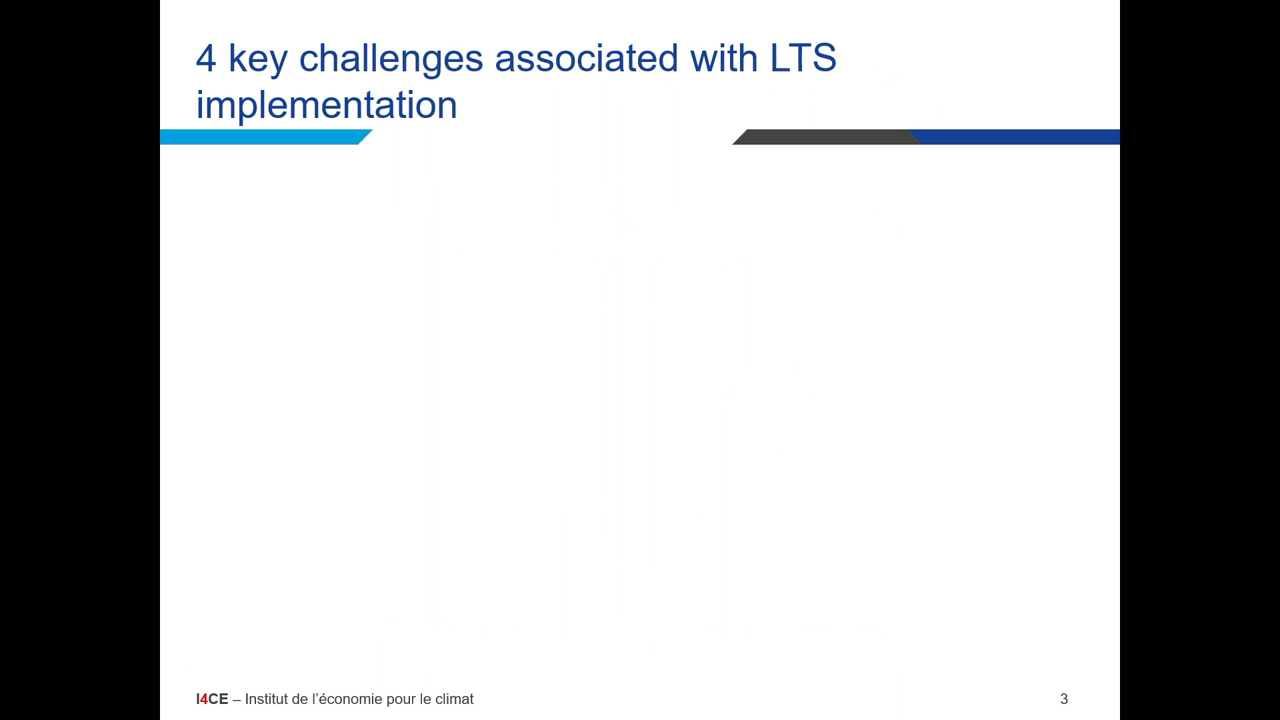 4 key challenges associated with LTS
implementation
I4CE – Institut de l’économie pour le climat
3